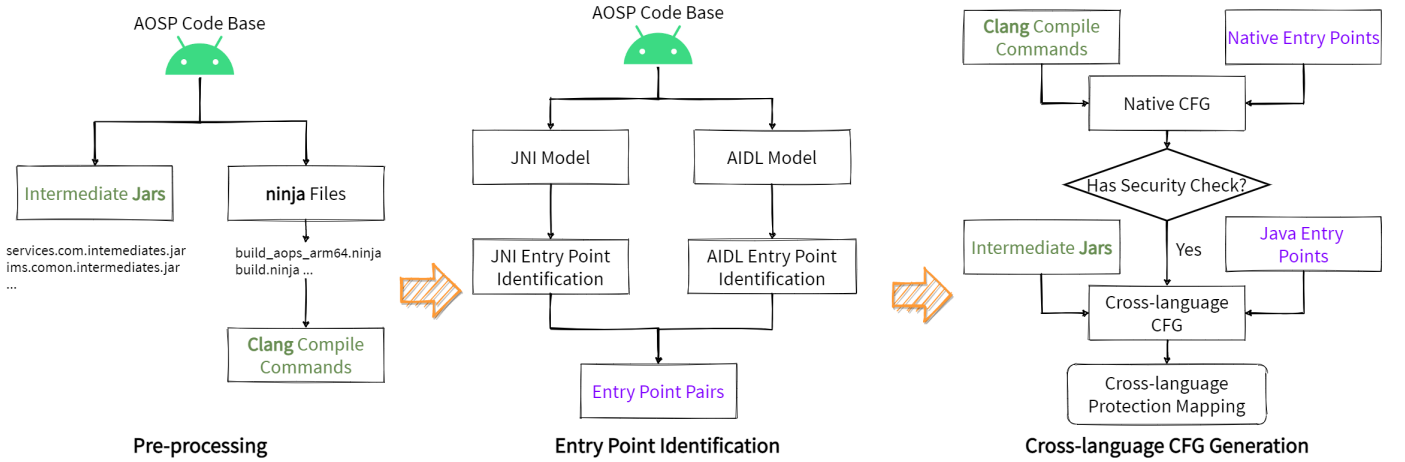 AOSP Code Base
Intermediate Jars
ninja Files
services.com.intemediates.jar
ims.comon.intermediates.jar
...
build_aops_arm64.ninja
build.ninja ...
Clang Compile
Commands
Pre-processing
AOSP Code Base
JNI Model
AIDL Model
JNI Entry Point
Identification
AIDL Entry Point
Identification
Entry Point Pairs
Entry Point Identification
Clang Compile
Commands
Native Entry Points
Native CFG
Has Security Check?
Yes
Intermediate Jars
Java Entry
Points
Cross-language
CFG
Cross-language
Protection Mapping
Cross-language CFG Generation